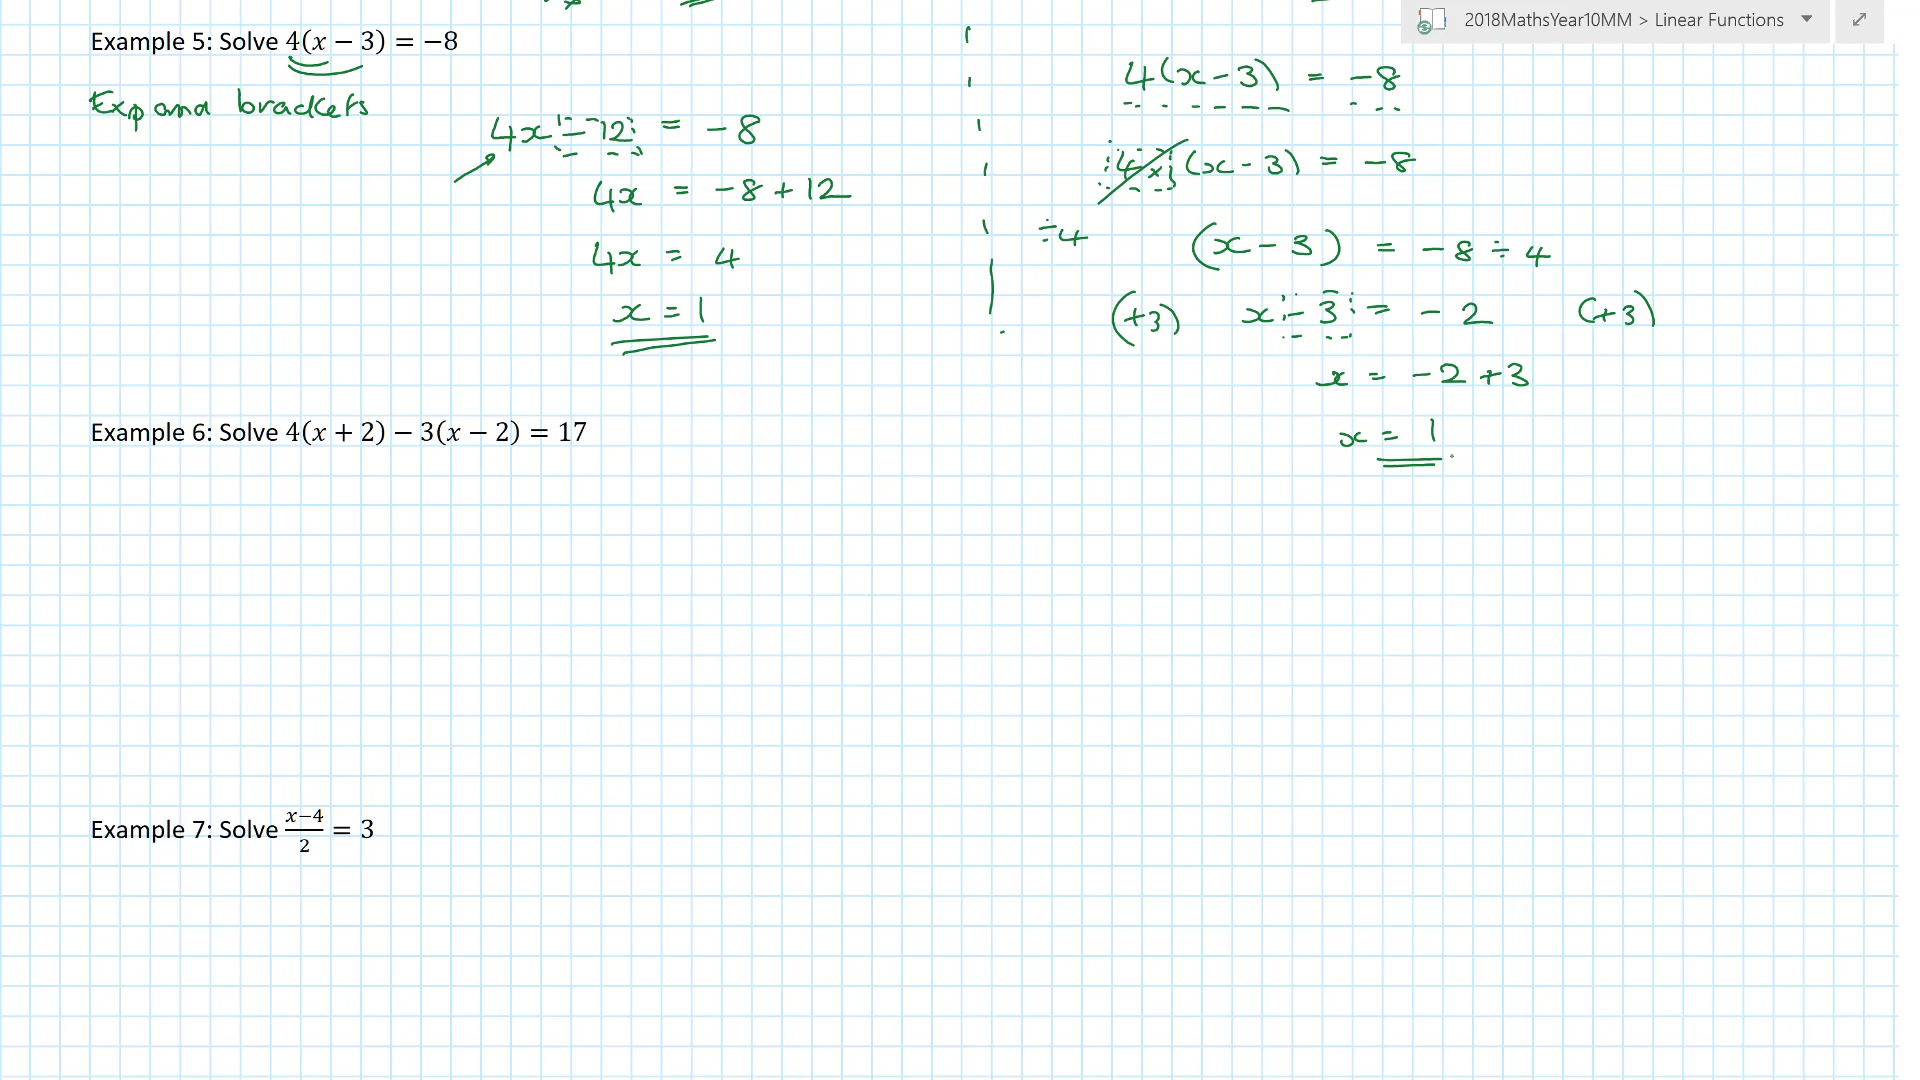 2018MathsYear10MM > Linear Functions
Example 5: Solve 4(x − 3) = −8
Expand brackets
4x − 12 = −8
4x = −8 + 12
4x = 4
x = 1
4(x − 3) = −8
4 × (x − 3) = −8
÷4 (x − 3) = −8 ÷ 4
(+3) x − 3 = −2 (+3)
x = −2 + 3
x = 1
Example 6: Solve 4(x + 2) − 3(x − 2) = 17
Example 7: Solve (x−4)/2 = 3